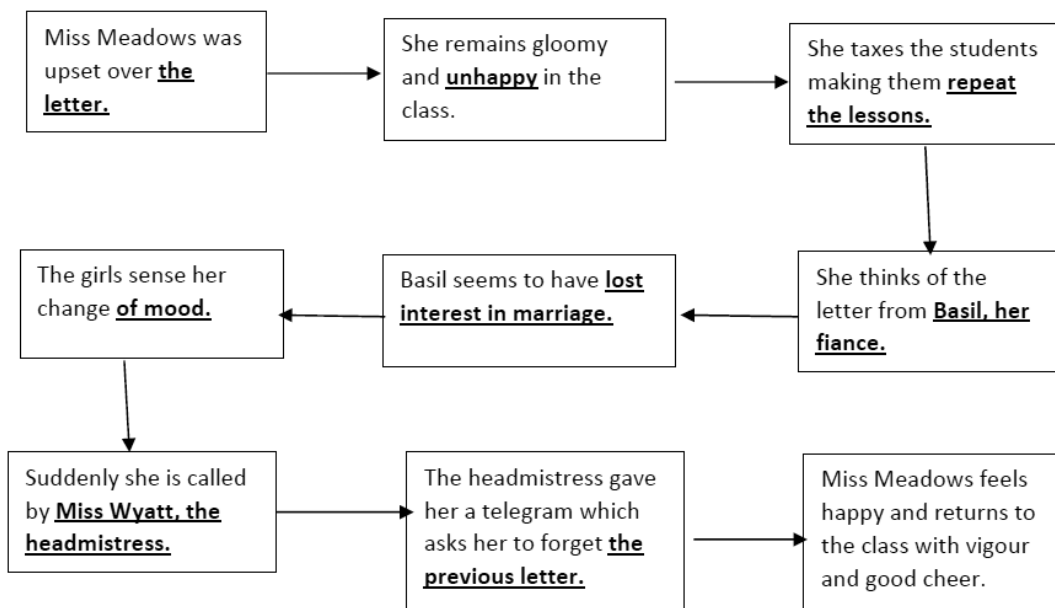 Miss Meadows was
upset over the
letter.
She remains gloomy
and unhappy in the
class.
She taxes the students
making them repeat
the lessons.
She thinks of the
letter from Basil, her
fiance.
Basil seems to have lost
interest in marriage.
The girls sense her
change of mood.
Suddenly she is called
by Miss Wyatt, the
headmistress.
The headmistress gave
her a telegram which
asks her to forget the
previous letter.
Miss Meadows feels
happy and returns to
the class with vigour
and good cheer.